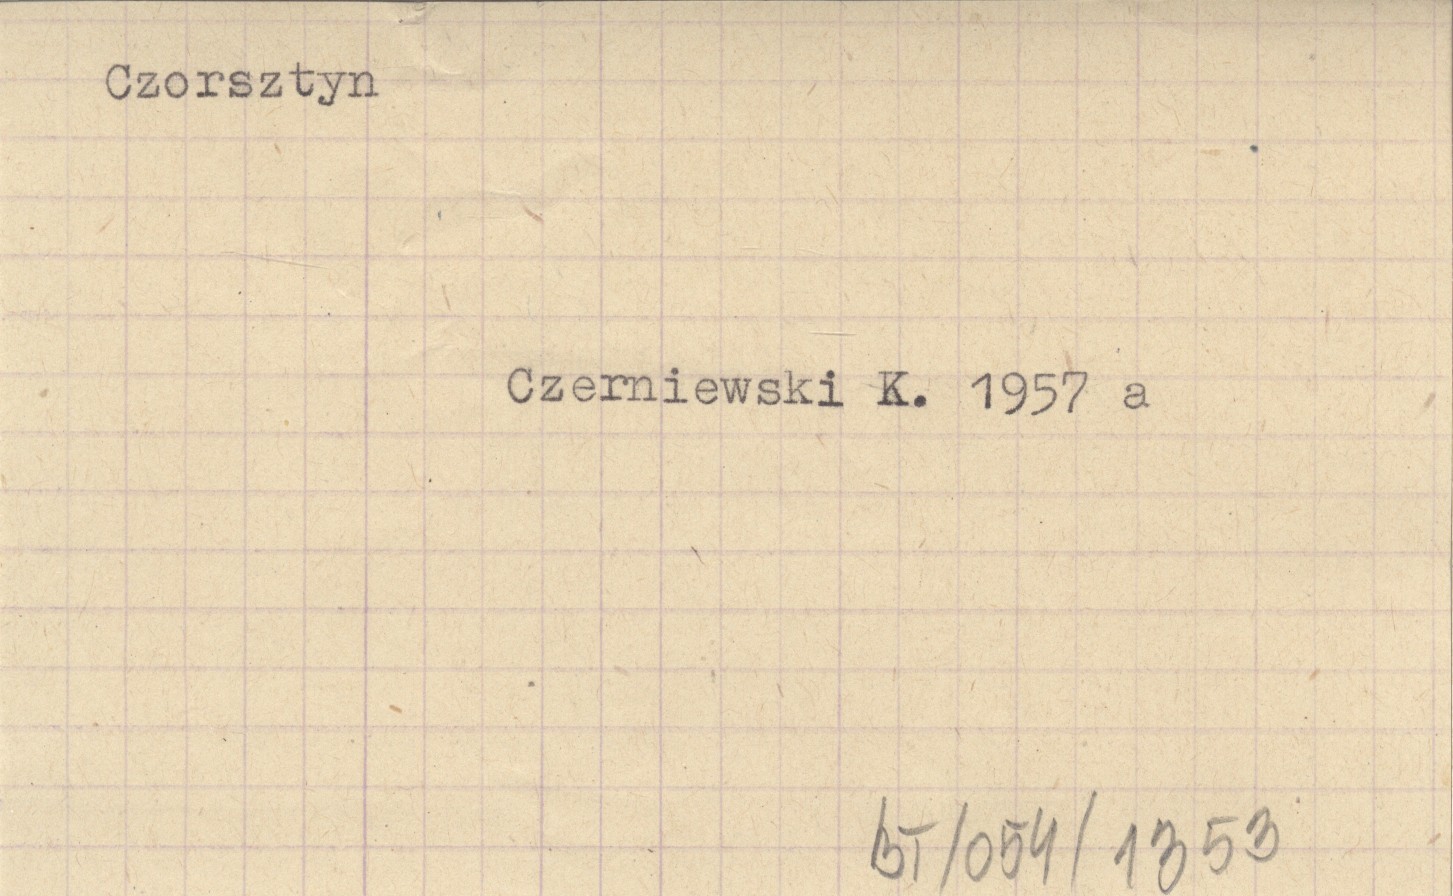 Czorsztyn
Czerniewski K. 1957 a
BT/054/1353